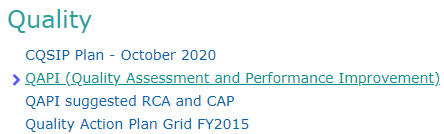 Quality
CQSIP Plan - October 2020
QAPI (Quality Assessment and Performance Improvement)
QAPI suggested RCA and CAP
Quality Action Plan Grid FY2015